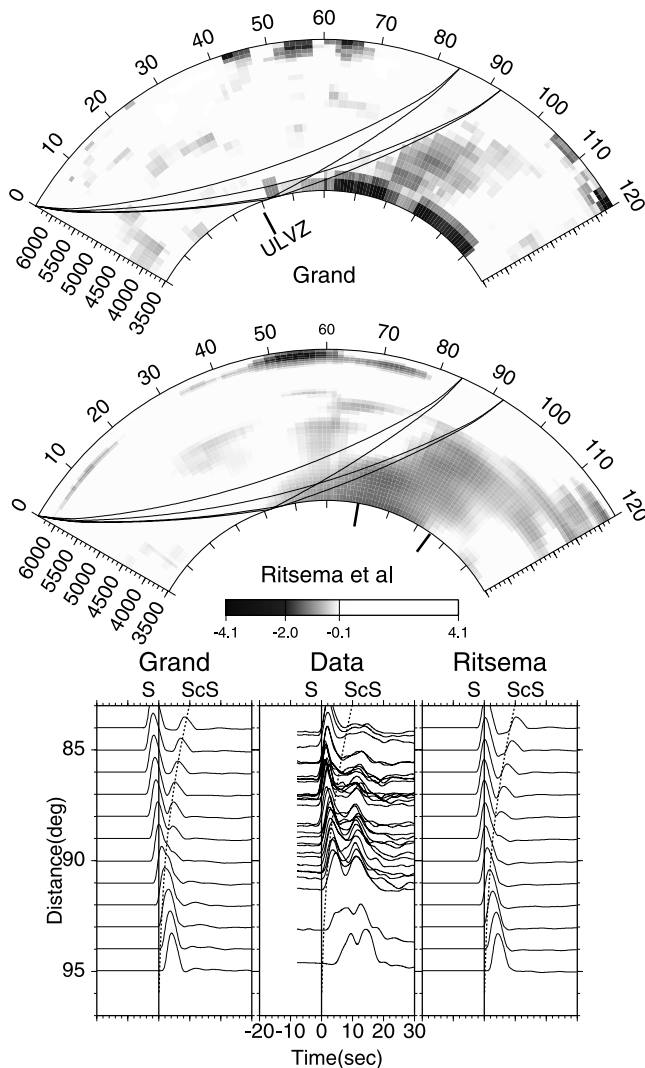 0 10 20 30 40 50 60 70 80 90 100 110 120
6000 5500 5000 4500 4000 3500
ULVZ
Grand
0 10 20 30 40 50 60 70 80 90 100 110 120
6000 5500 5000 4500 4000 3500
Ritsema et al
-4.1 -2.0 -0.1 4.1
Grand Data Ritsema
S ScS S ScS S ScS
Distance(deg)
85
90
95
-20 -10 0 10 20 30
Time(sec)